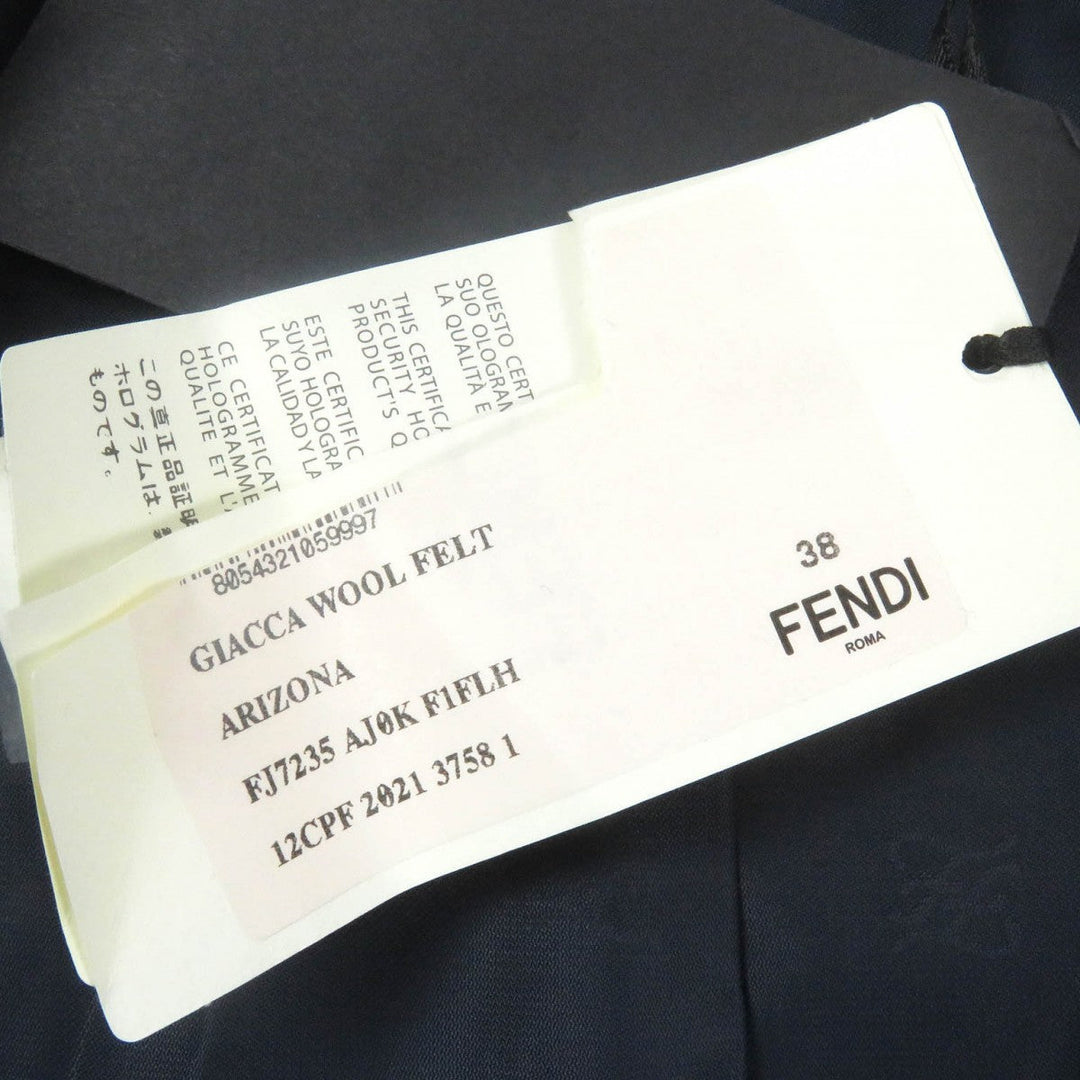 QUESTO CERT
SUO OLOGRAN
LA QUALITÀ E
THIS CERTIFICA
SECURITY HO
PRODUCT'S Q
ESTE CERTIFIC
SUYO HOLOGRA
LA CALIDAD Y LA
CE CERTIFICAT
HOLOGRAMME
QUALITE ET L'
この真正品証明
ホログラムは、
ものです。
8054321059997
GIACCA WOOL FELT
ARIZONA
FJ7235 AJ0K F1FLH
12CPF 2021 3758 1
38
FENDI
ROMA